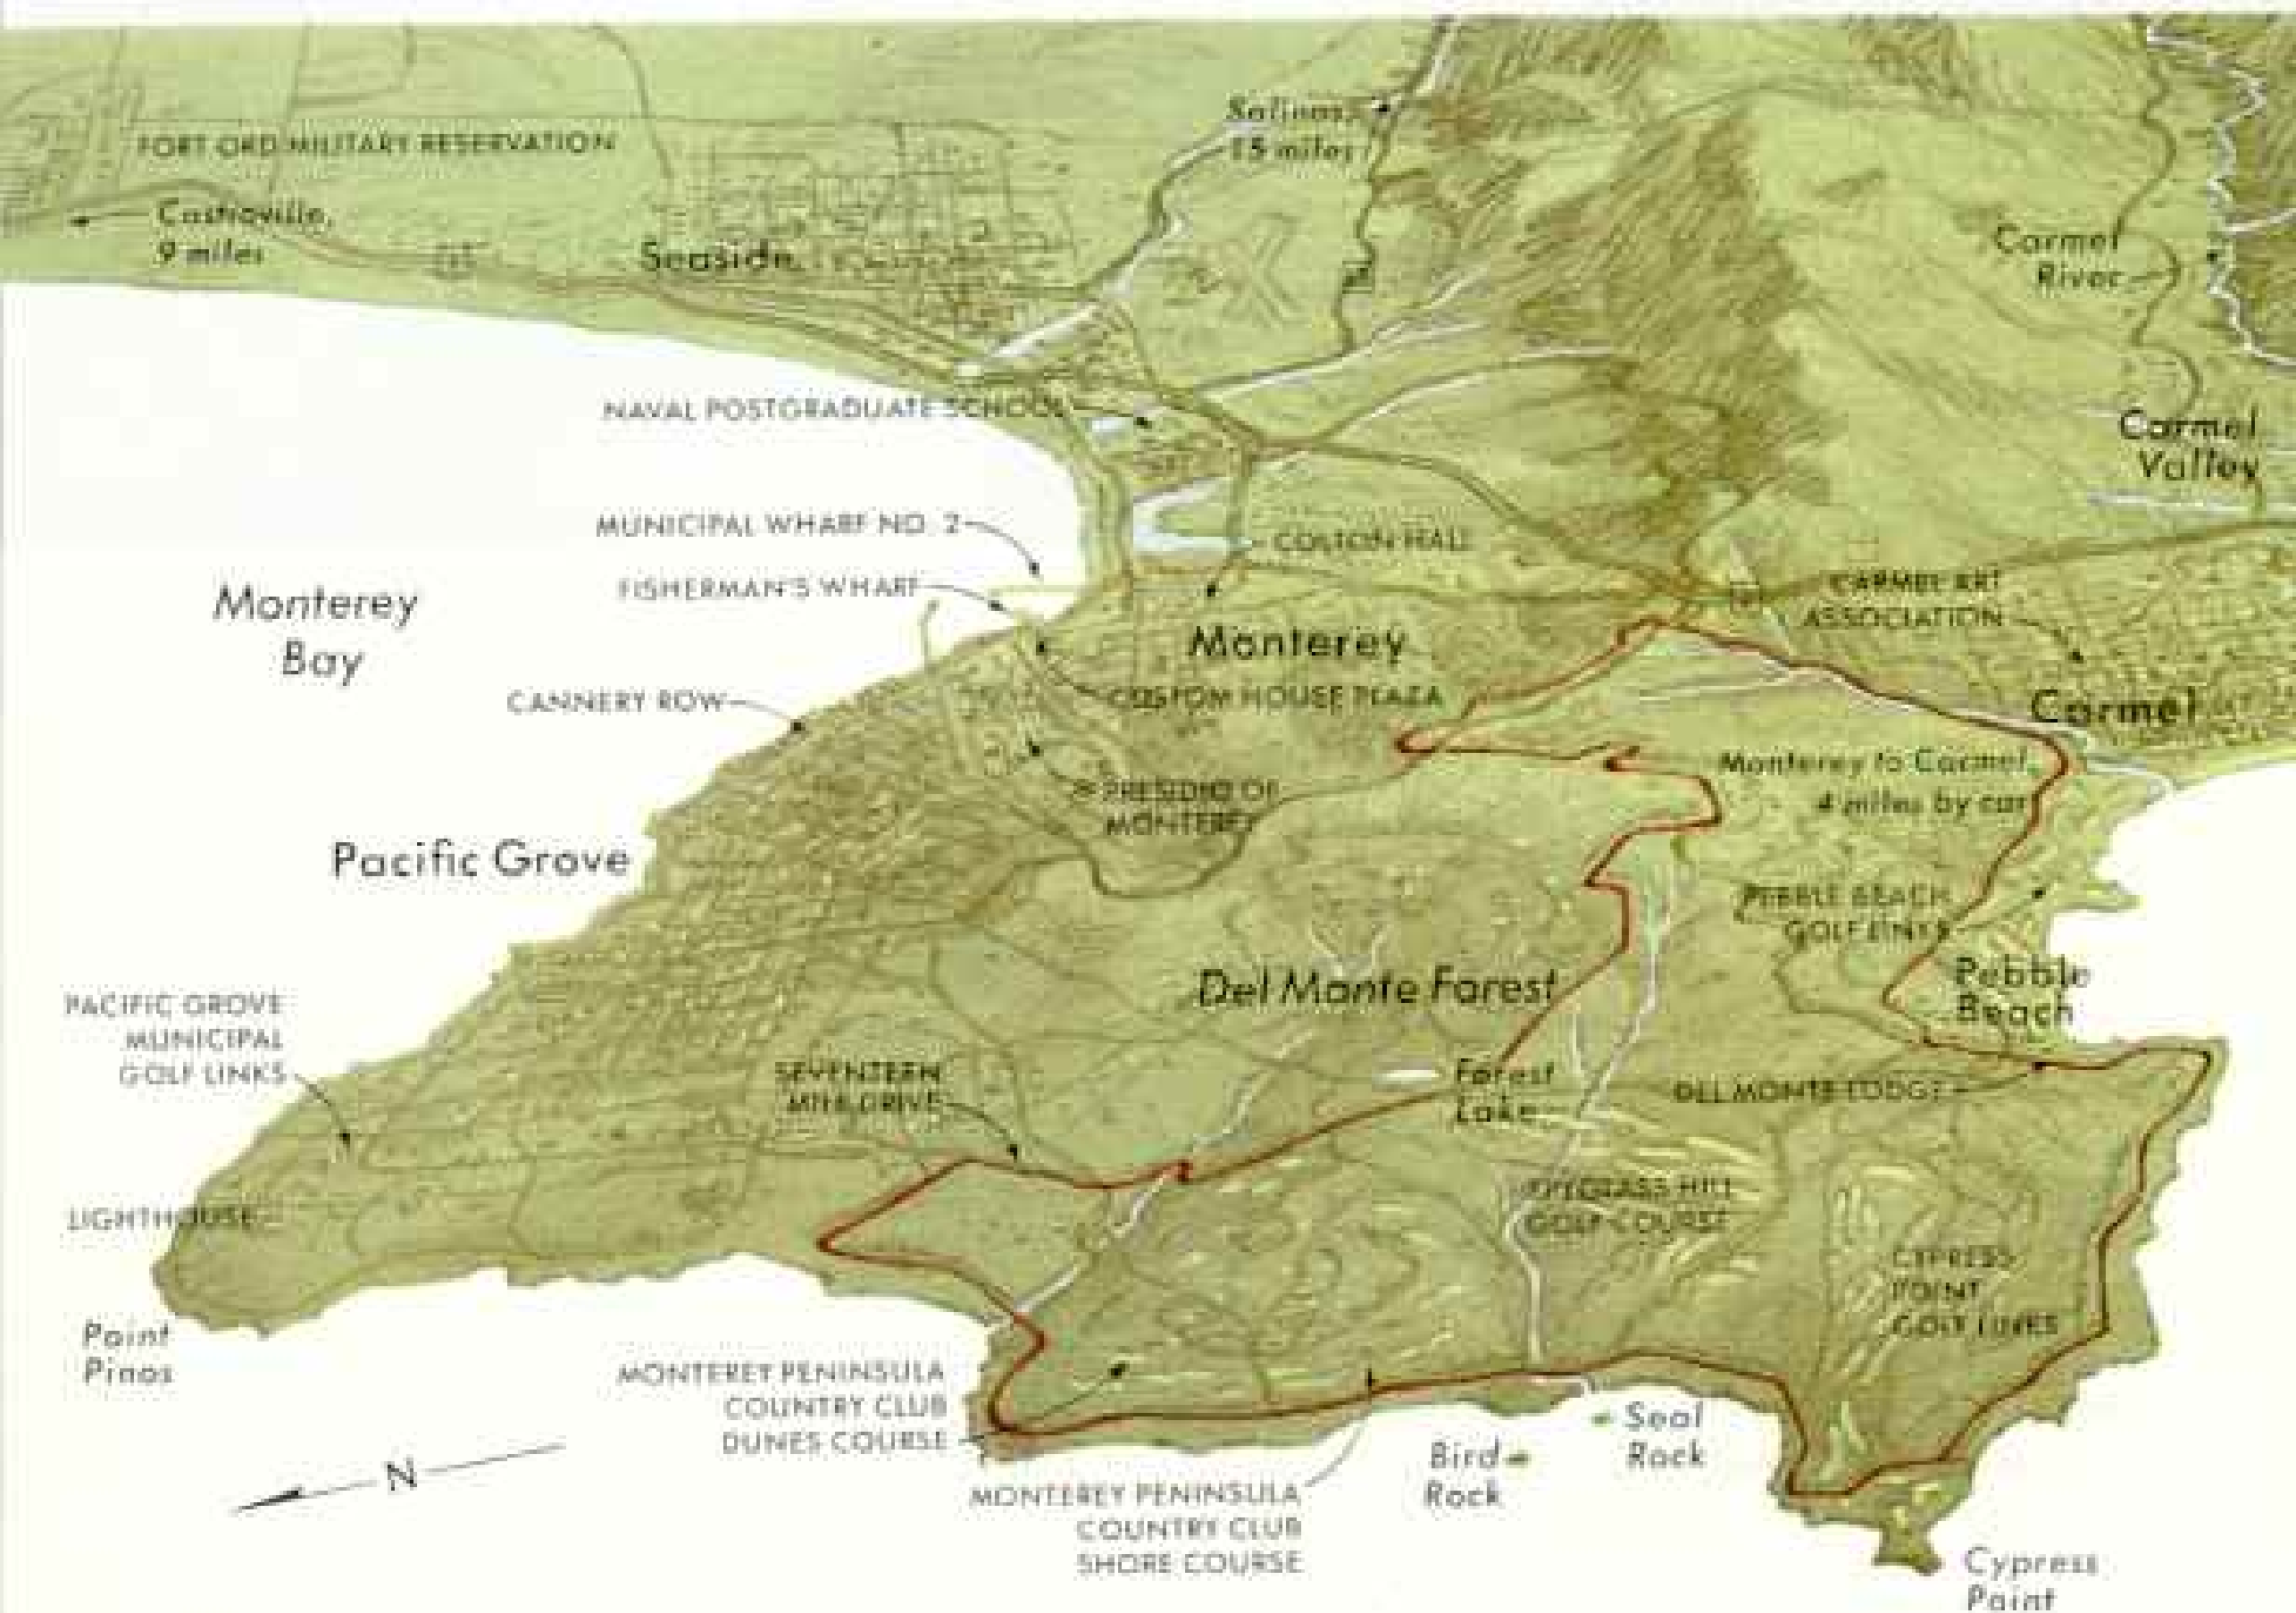 FORT ORD MILITARY RESERVATION
Castroville,
9 miles
Seaside
Salinas,
15 miles
Carmel
River
Carmel
Valley
NAVAL POSTGRADUATE SCHOOL
MUNICIPAL WHARF NO. 2
FISHERMAN'S WHARF
COLTON HALL
CARMEL ART
ASSOCIATION
Monterey
Bay
Monterey
CANNERY ROW
CUSTOM HOUSE PLAZA
Carmel
Monterey to Carmel,
4 miles by car
PRESIDIO OF
MONTEREY
Pacific Grove
PEBBLE BEACH
GOLF LINKS
Pebble
Beach
Del Monte Forest
PACIFIC GROVE
MUNICIPAL
GOLF LINKS
SEVENTEEN
MILE DRIVE
Forest
Lake
DEL MONTE LODGE
LIGHTHOUSE
HILL
GOLF COURSE
CYPRESS
POINT
GOLF LINKS
Point
Pinos
MONTEREY PENINSULA
COUNTRY CLUB
DUNES COURSE
N
Bird
Rock
Seal
Rock
MONTEREY PENINSULA
COUNTRY CLUB
SHORE COURSE
Cypress
Point